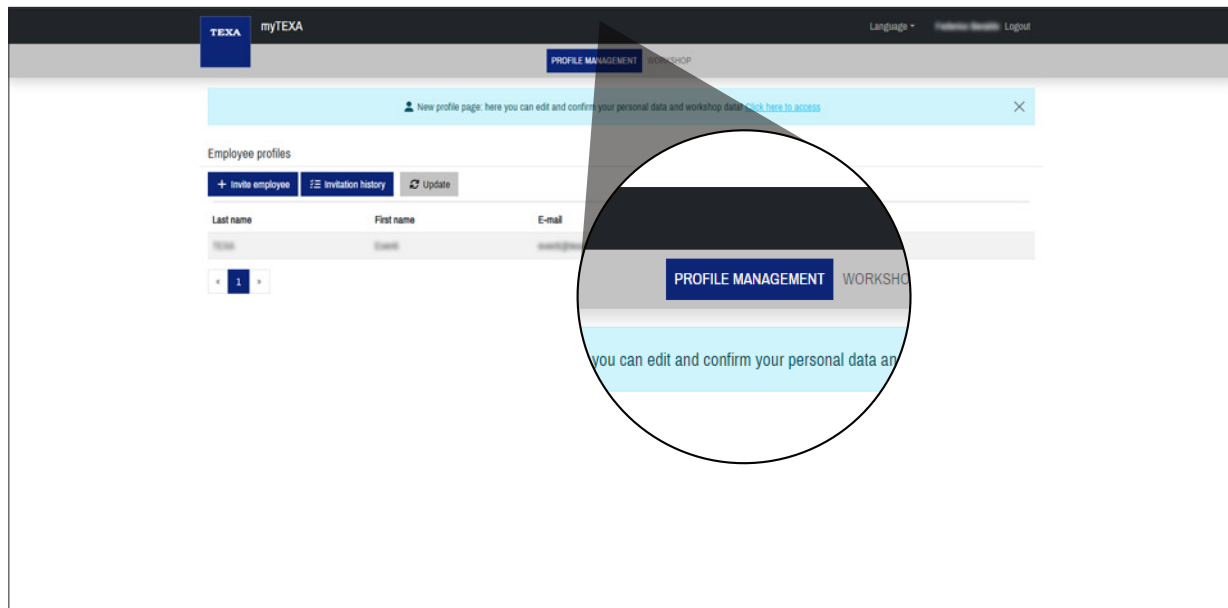 TEXA
myTEXA
Language
Logout
PROFILE MANAGEMENT WORKSHOP
New profile page: here you can edit and confirm your personal data and workshop data! Click here to access
Employee profiles
+ Invite employee
Invitation history
Update
Last name First name E-mail
« 1 »
PROFILE MANAGEMENT WORKSHO
you can edit and confirm your personal data an